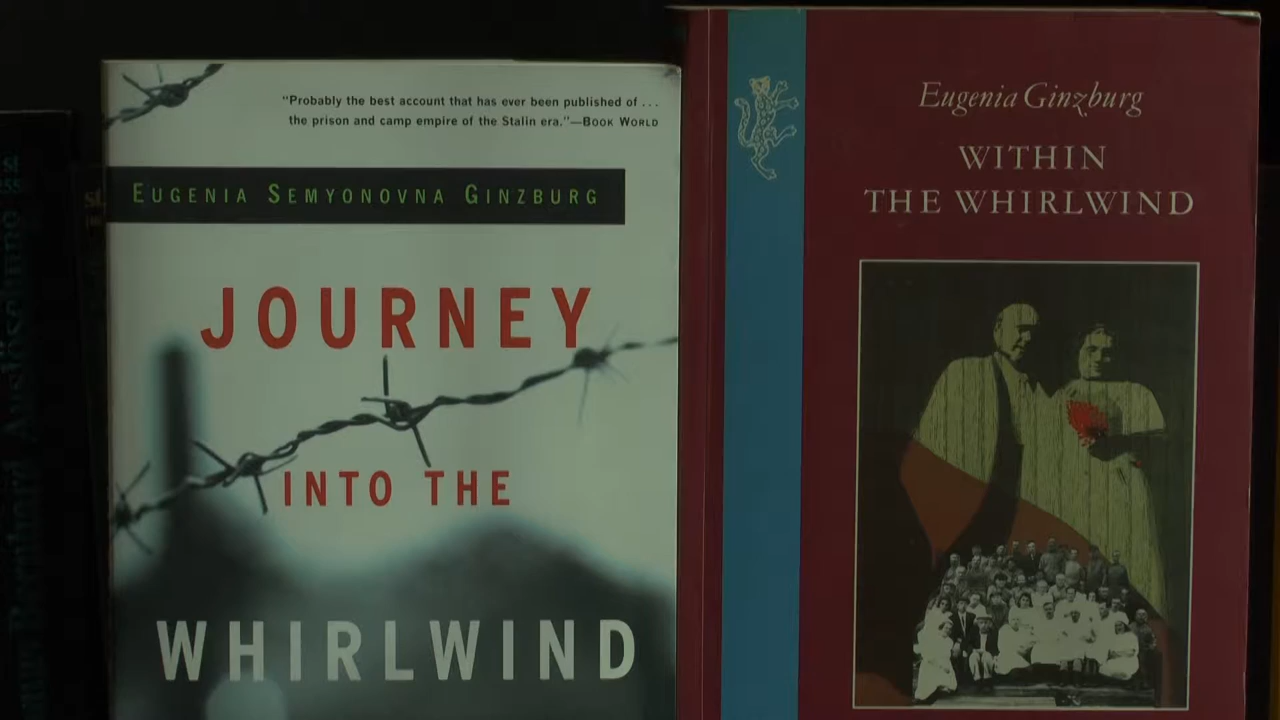 “Probably the best account that has ever been published of . . .
the prison and camp empire of the Stalin era.”—BOOK WORLD
EUGENIA SEMYONOVNA GINZBURG
JOURNEY
INTO THE
WHIRLWIND
Eugenia Ginzburg
WITHIN
THE WHIRLWIND